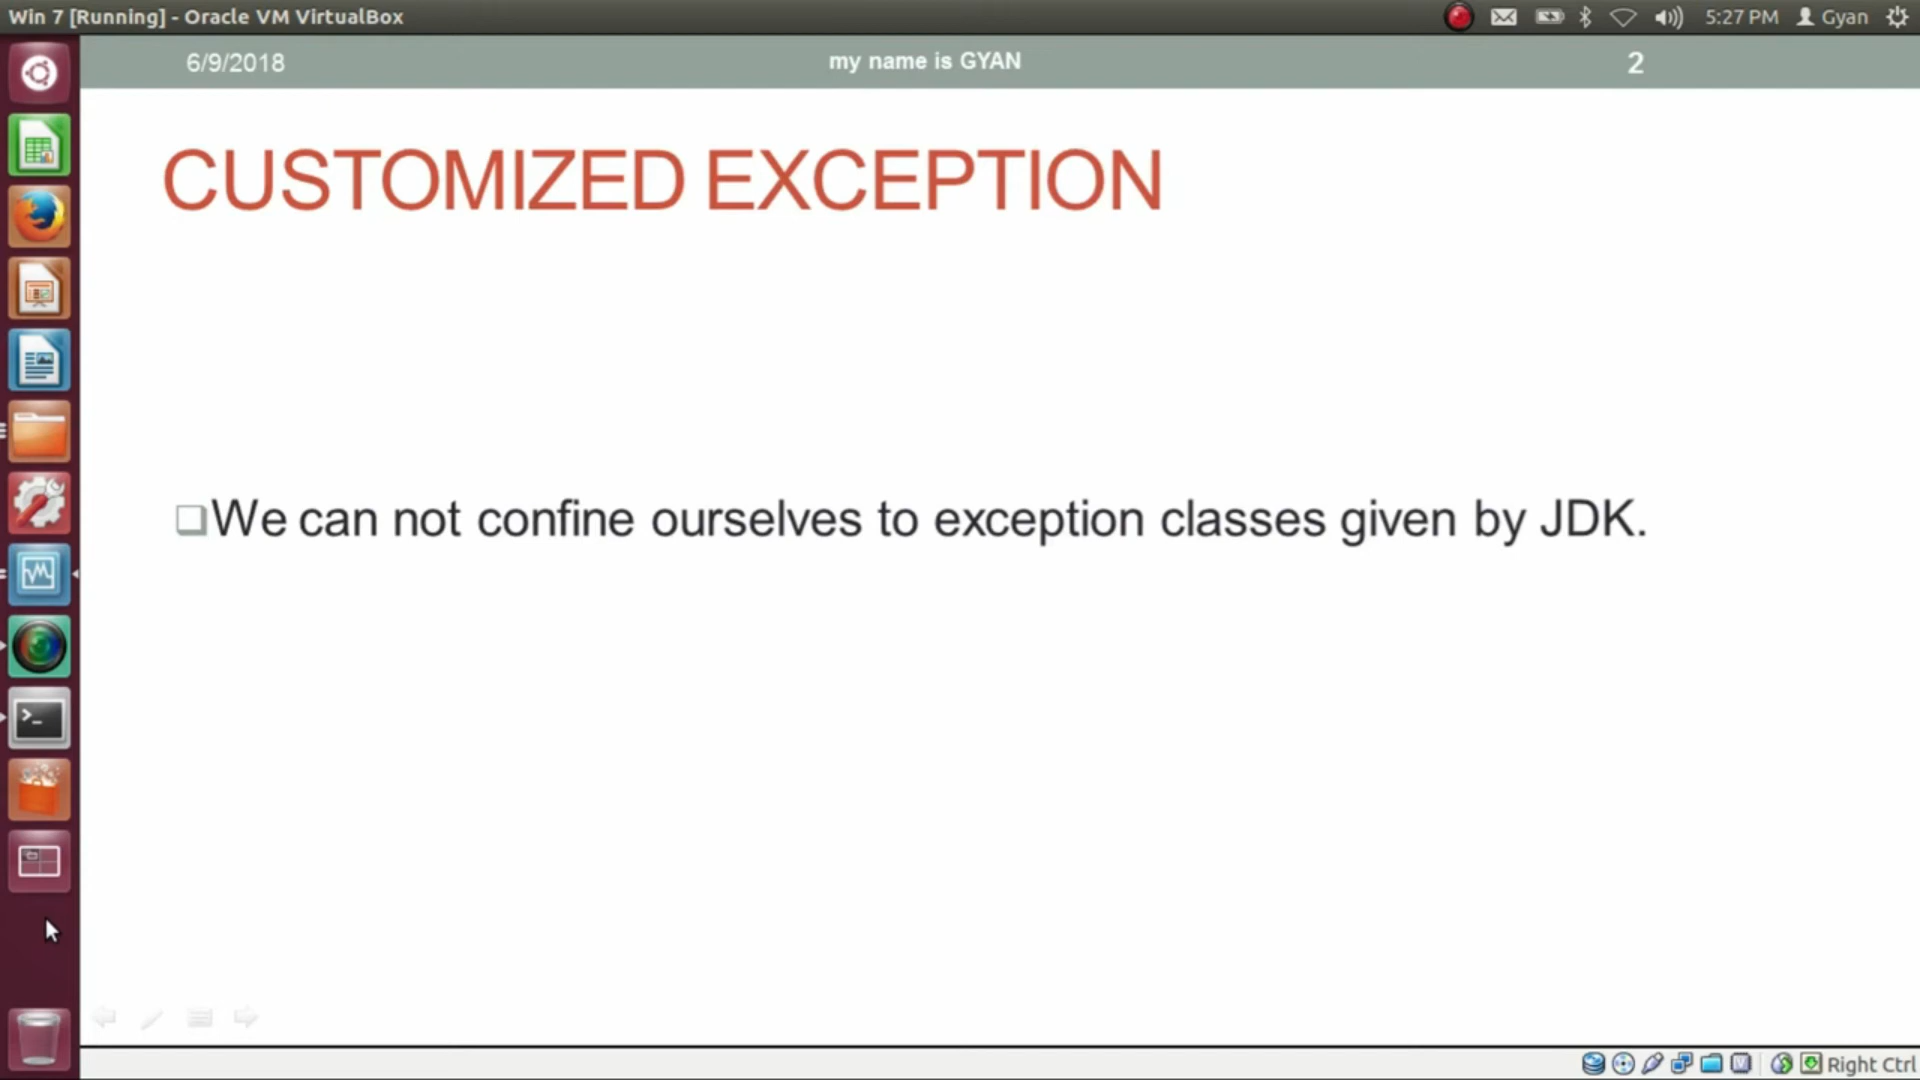 Win 7 [Running] - Oracle VM VirtualBox
5:27 PM
Gyan
6/9/2018
my name is GYAN
2
CUSTOMIZED EXCEPTION
We can not confine ourselves to exception classes given by JDK.
Right Ctrl